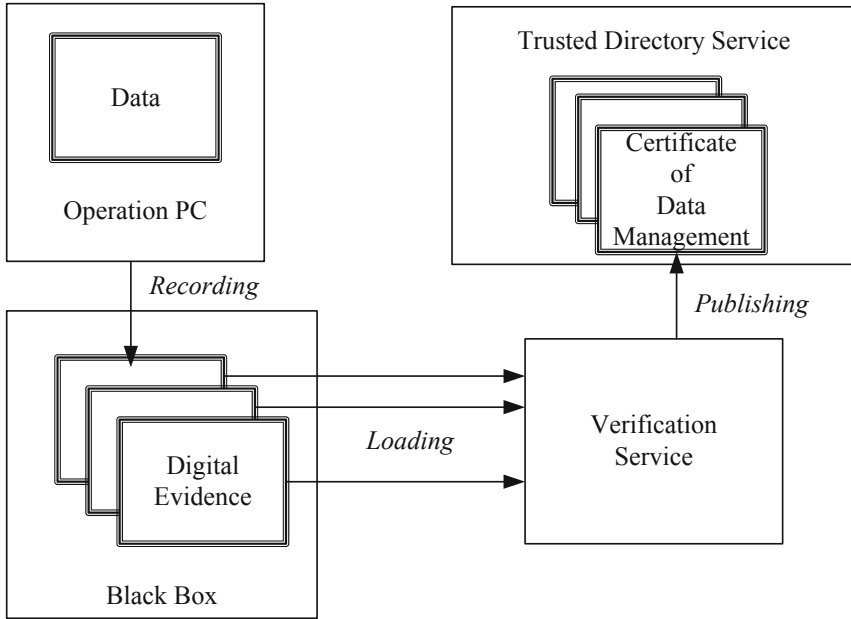 Data
Operation PC
Trusted Directory Service
Certificate
of
Data
Management
Recording
Publishing
Digital
Evidence
Black Box
Loading
Verification
Service